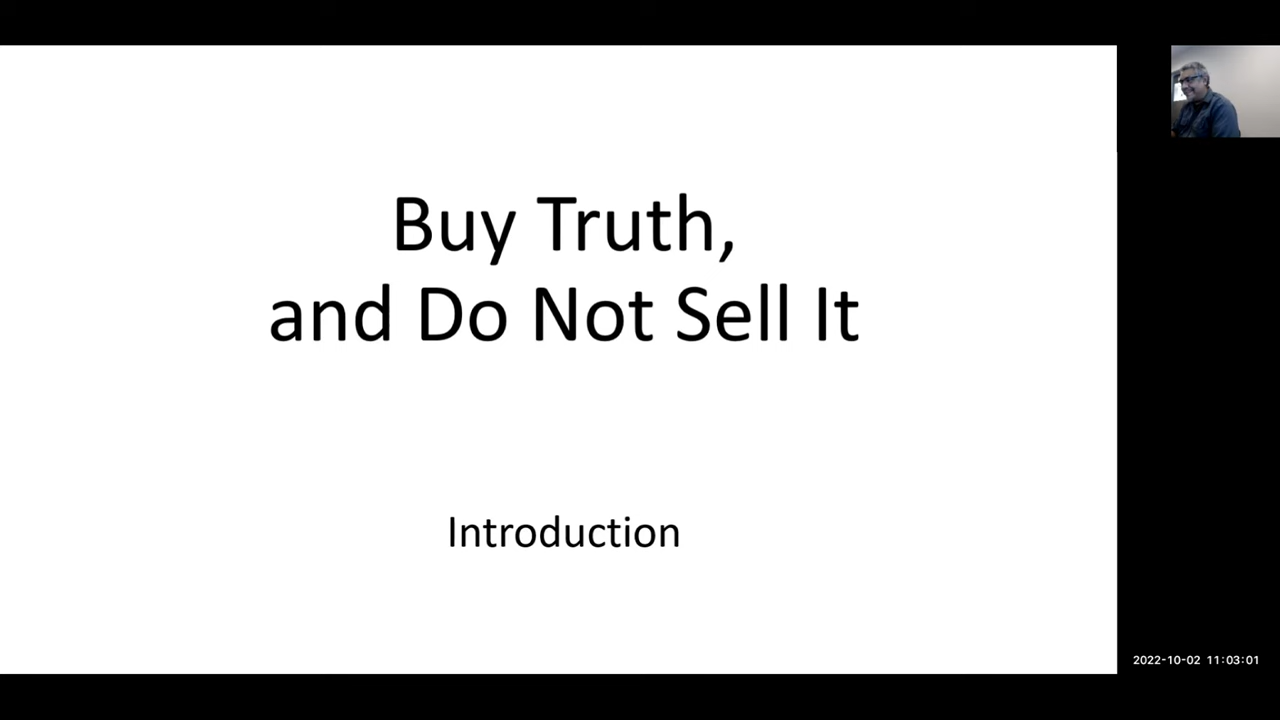 Buy Truth,
and Do Not Sell It
Introduction
2022-10-02 11:03:01